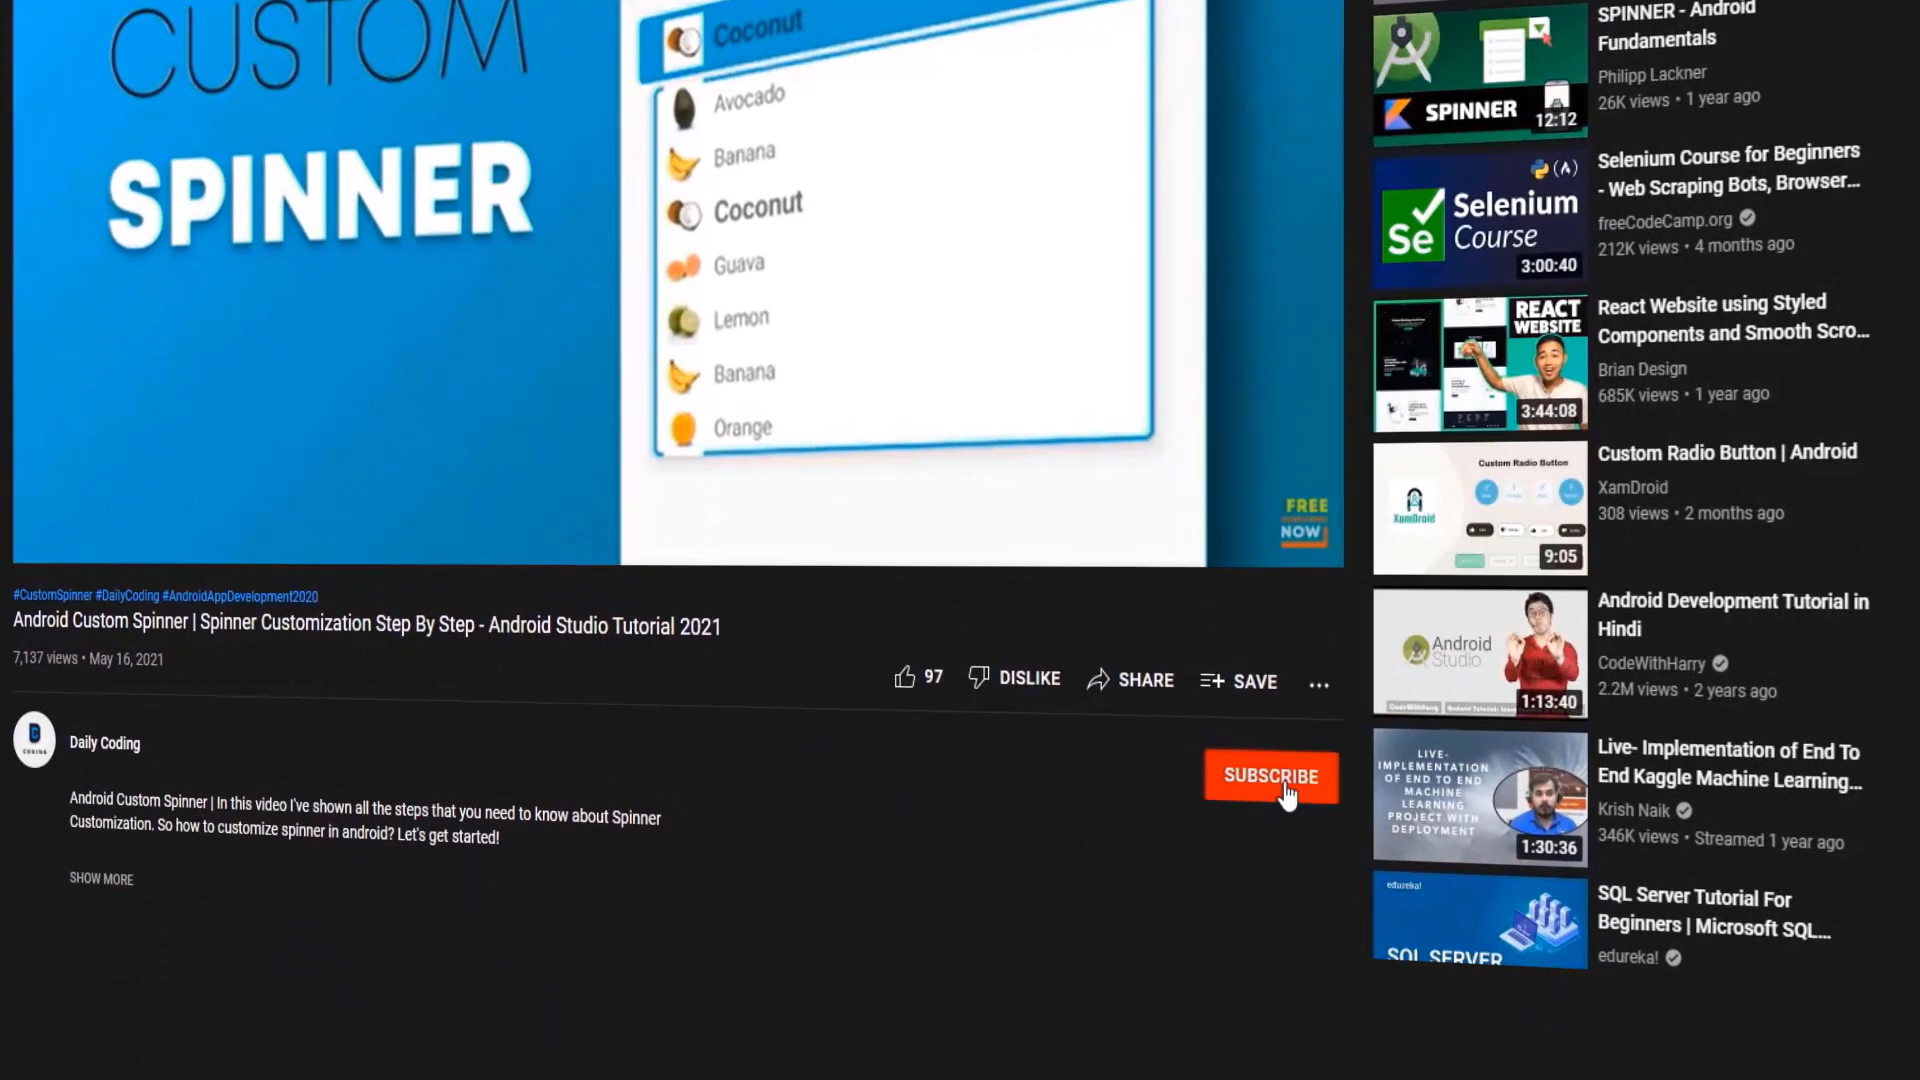 CUSTOM
SPINNER
Coconut
Avocado
Banana
Coconut
Guava
Lemon
Banana
Orange
FREE
NOW
#CustomSpinner #DailyCoding #AndroidAppDevelopment2020
Android Custom Spinner | Spinner Customization Step By Step - Android Studio Tutorial 2021
7,137 views • May 16, 2021
97 DISLIKE SHARE SAVE ...
Daily Coding
SUBSCRIBE
Android Custom Spinner | In this video I've shown all the steps that you need to know about Spinner
Customization. So how to customize spinner in android? Let's get started!
SHOW MORE
SPINNER
12:12
SPINNER - Android
Fundamentals
Philipp Lackner
26K views • 1 year ago
Se
Selenium
Course
3:00:40
Selenium Course for Beginners
- Web Scraping Bots, Browser...
freeCodeCamp.org
212K views • 4 months ago
REACT
WEBSITE
3:44:08
React Website using Styled
Components and Smooth Scro...
Brian Design
685K views • 1 year ago
Custom Radio Button
XamDroid
9:05
Custom Radio Button | Android
XamDroid
308 views • 2 months ago
Android
Studio
CodeWithHarry
1:13:40
Android Development Tutorial in
Hindi
CodeWithHarry
2.2M views • 2 years ago
LIVE-
IMPLEMENTATION
OF END TO END
MACHINE
LEARNING
PROJECT WITH
DEPLOYMENT
1:30:36
Live- Implementation of End To
End Kaggle Machine Learning...
Krish Naik
346K views • Streamed 1 year ago
edureka!
SQL SERVER
SQL Server Tutorial For
Beginners | Microsoft SQL...
edureka!